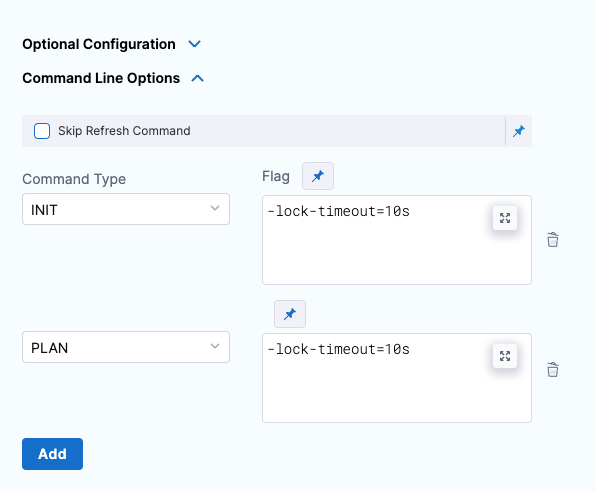 Optional Configuration
Command Line Options
Skip Refresh Command
Command Type
Flag
INIT
-lock-timeout=10s
PLAN
-lock-timeout=10s
Add